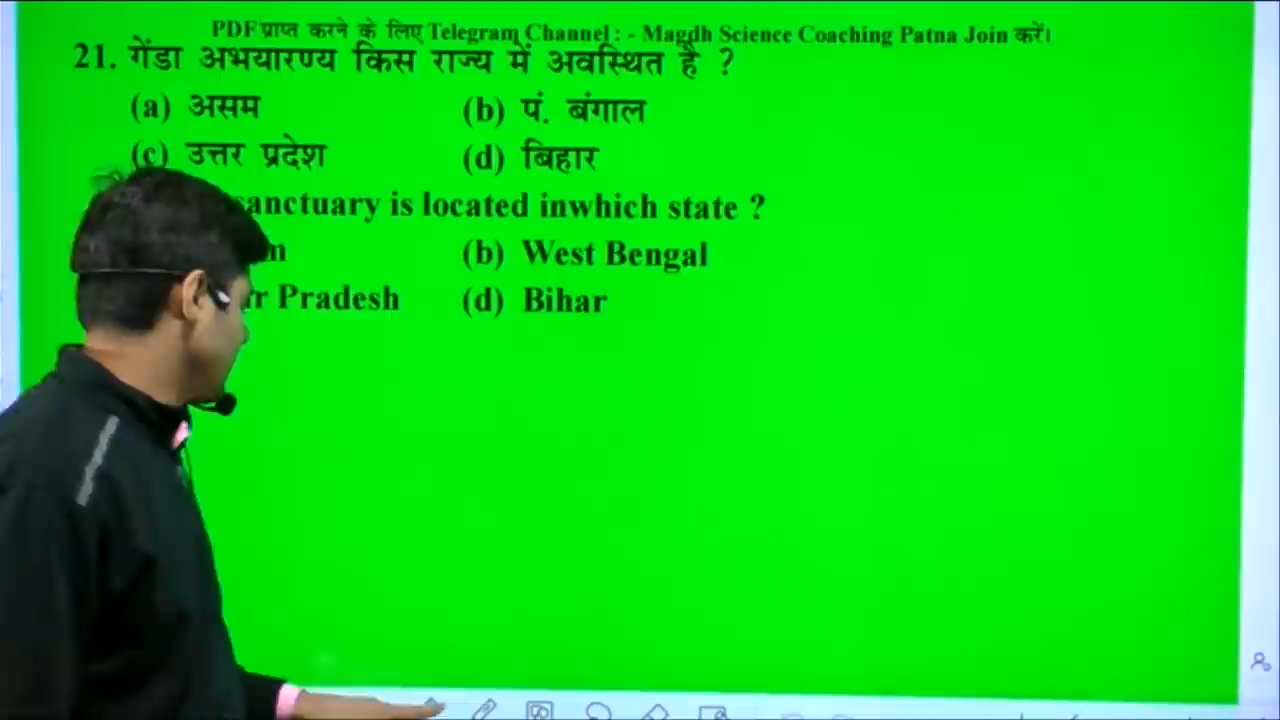 PDF प्राप्त करने के लिए Telegram Channel : - Magdh Science Coaching Patna Join करें।
21. गेंडा अभयारण्य किस राज्य में अवस्थित है ?
(a) असम (b) पं. बंगाल
(c) उत्तर प्रदेश (d) बिहार
sanctuary is located inwhich state ?
(b) West Bengal
Pradesh (d) Bihar